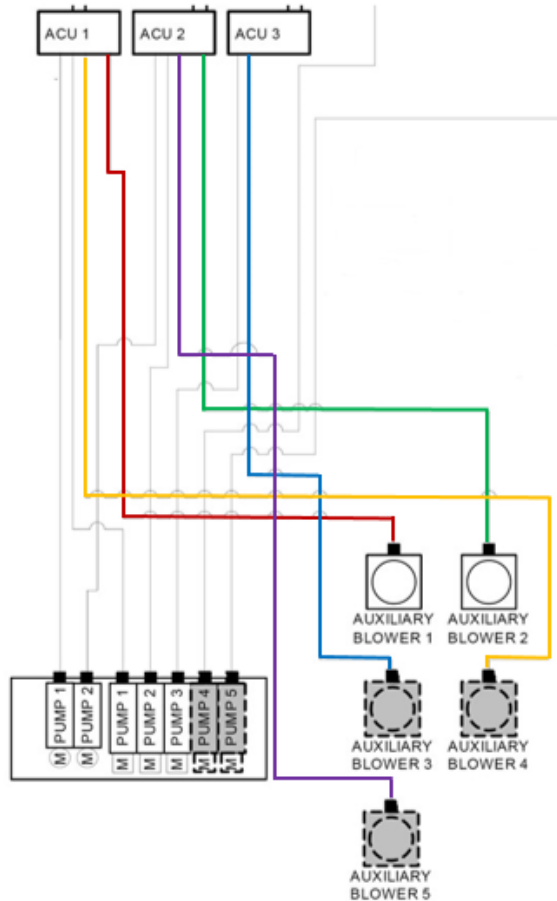 ACU 1
ACU 2
ACU 3
AUXILIARY
BLOWER 1
AUXILIARY
BLOWER 2
M PUMP 1
M PUMP 2
M PUMP 1
M PUMP 2
M PUMP 3
M PUMP 4
M PUMP 5
AUXILIARY
BLOWER 3
AUXILIARY
BLOWER 4
AUXILIARY
BLOWER 5